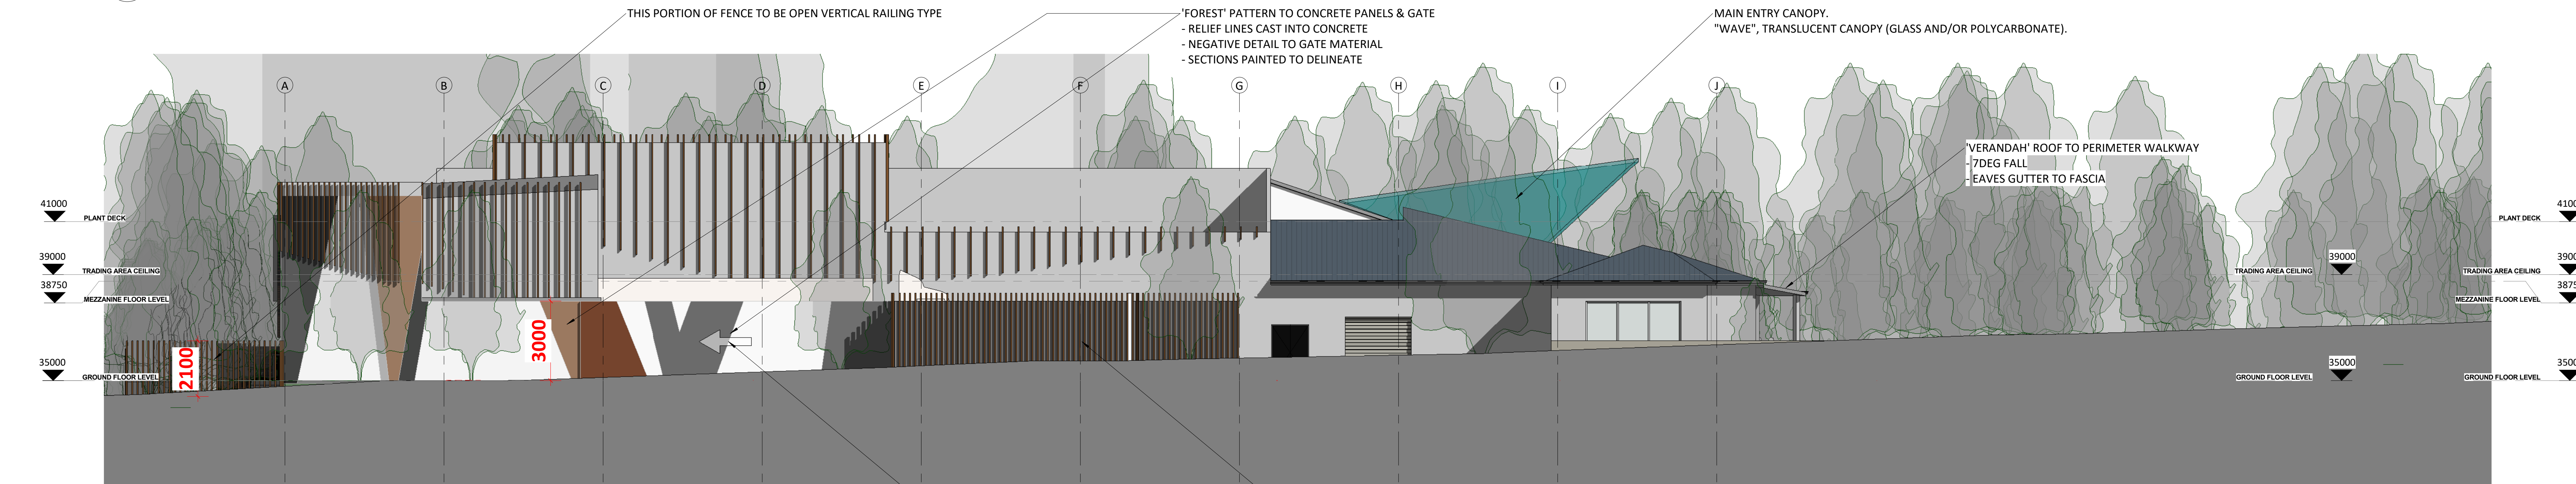 THIS PORTION OF FENCE TO BE OPEN VERTICAL RAILING TYPE
'FOREST' PATTERN TO CONCRETE PANELS & GATE
- RELIEF LINES CAST INTO CONCRETE
- NEGATIVE DETAIL TO GATE MATERIAL
- SECTIONS PAINTED TO DELINEATE
MAIN ENTRY CANOPY.
"WAVE", TRANSLUCENT CANOPY (GLASS AND/OR POLYCARBONATE).
A
B
C
D
E
F
G
H
I
J
'VERANDAH' ROOF TO PERIMETER WALKWAY
- 7DEG FALL
- EAVES GUTTER TO FASCIA
41000
PLANT DECK
39000
TRADING AREA CEILING
38750
MEZZANINE FLOOR LEVEL
35000
GROUND FLOOR LEVEL
2100
3000
39000
TRADING AREA CEILING
35000
GROUND FLOOR LEVEL
4100
PLANT DECK
3900
TRADING AREA CEILING
3875
MEZZANINE FLOOR LEVEL
3500
GROUND FLOOR LEVEL